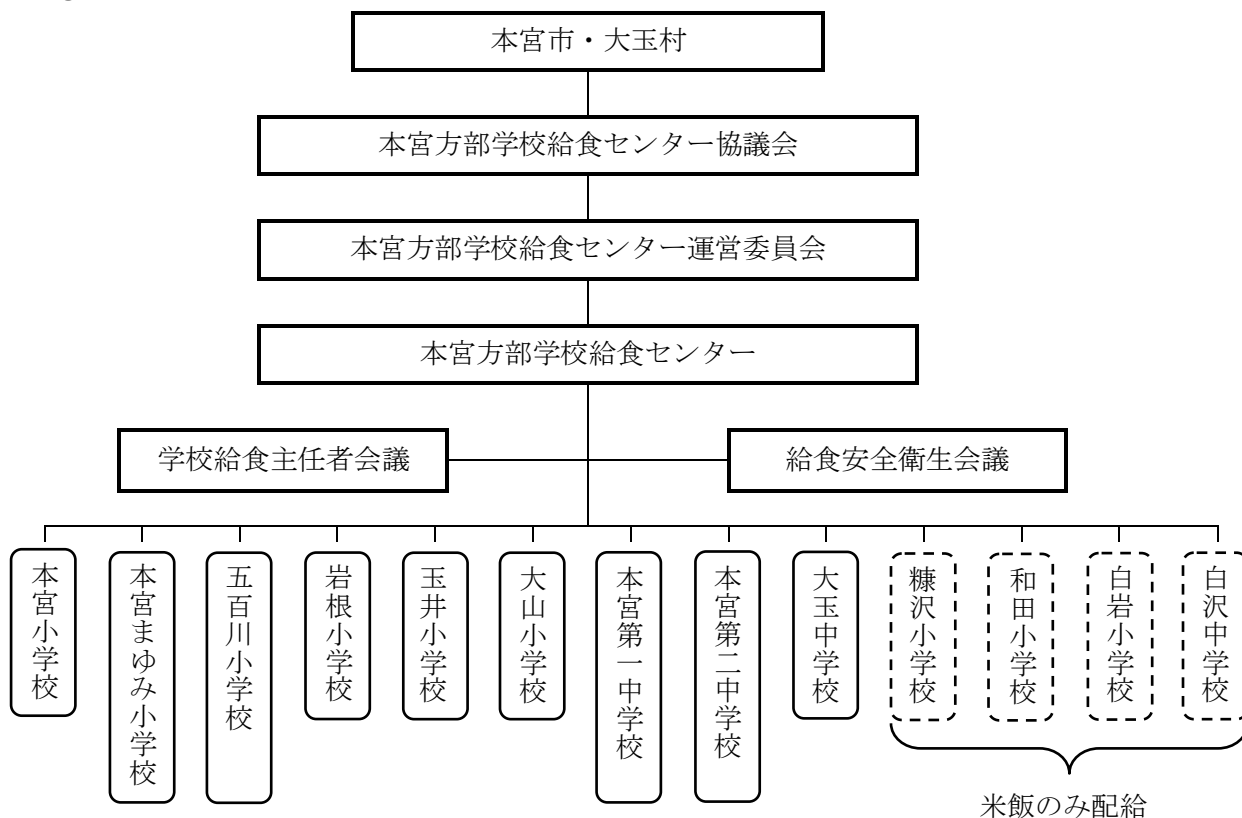 本宮市・大玉村
本宮方部学校給食センター協議会
本宮方部学校給食センター運営委員会
本宮方部学校給食センター
学校給食主任者会議
給食安全衛生会議
本宮小学校
本宮まゆみ小学校
五百川小学校
岩根小学校
玉井小学校
大山小学校
本宮第一中学校
本宮第二中学校
大玉中学校
糠沢小学校
和田小学校
白岩小学校
白沢中学校
米飯のみ配給